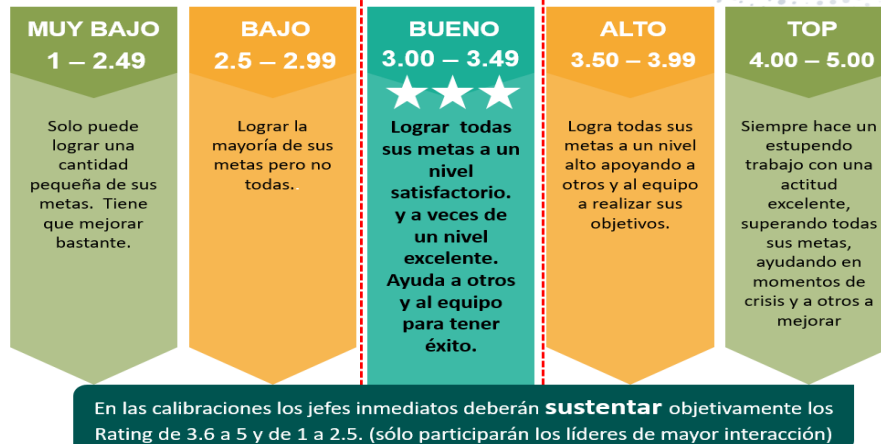 MUY BAJO
1 – 2.49
Solo puede
lograr una
cantidad
pequeña de sus
metas.  Tiene
que mejorar
bastante.
BAJO
2.5 – 2.99
Lograr la
mayoría de sus
metas pero no
todas..
BUENO
3.00 – 3.49
Lograr  todas
sus metas a un
nivel
satisfactorio.
y a veces de
un nivel
excelente.
Ayuda a otros
y al equipo
para tener
éxito.
ALTO
3.50 – 3.99
Logra todas sus
metas a un nivel
alto apoyando a
otros y al equipo
a realizar sus
objetivos.
TOP
4.00 – 5.00
Siempre hace un
estupendo
trabajo con una
actitud
excelente,
superando todas
sus metas,
ayudando en
momentos de
crisis y a otros a
mejorar
En las calibraciones los jefes inmediatos deberán sustentar objetivamente los
Rating de 3.6 a 5 y de 1 a 2.5. (sólo participarán los líderes de mayor interacción)